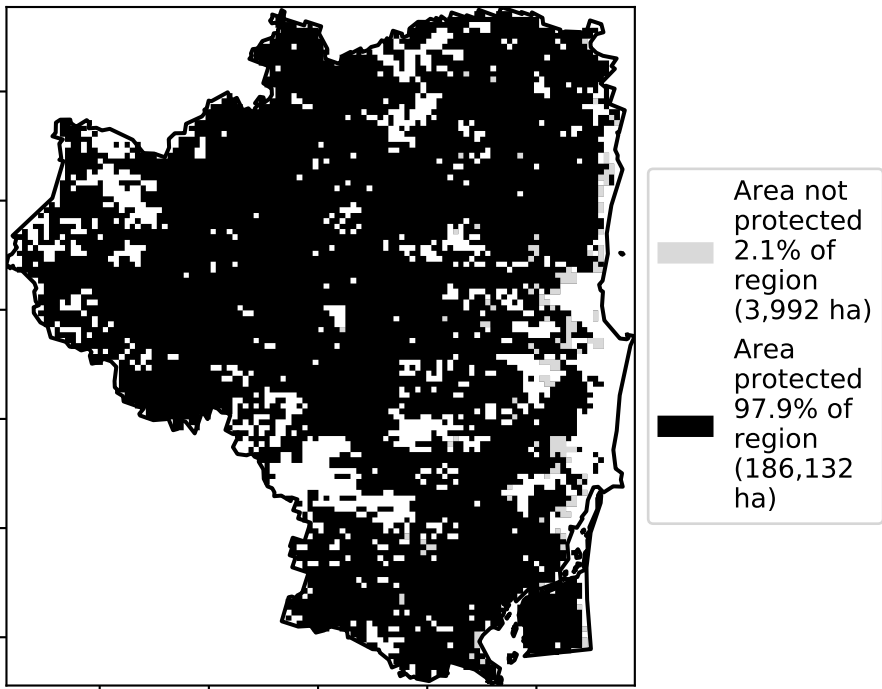 Area not
protected
2.1% of
region
(3,992 ha)
Area
protected
97.9% of
region
(186,132
ha)